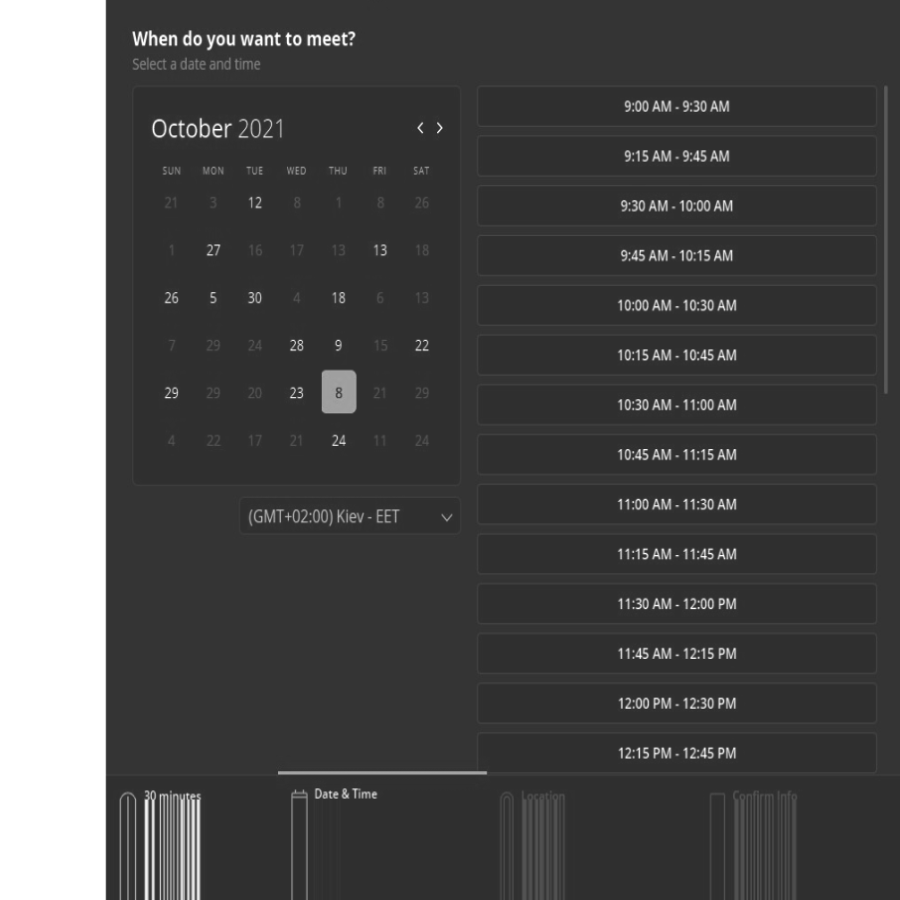 When do you want to meet?
Select a date and time
October 2021
SUN MON TUE WED THU FRI SAT
21 3 12 8 1 8 26
1 27 16 17 13 13 18
26 5 30 4 18 6 13
7 29 24 28 9 15 22
29 29 20 23 8 21 29
4 22 17 21 24 11 24
(GMT+02:00) Kiev - EET
9:00 AM - 9:30 AM
9:15 AM - 9:45 AM
9:30 AM - 10:00 AM
9:45 AM - 10:15 AM
10:00 AM - 10:30 AM
10:15 AM - 10:45 AM
10:30 AM - 11:00 AM
10:45 AM - 11:15 AM
11:00 AM - 11:30 AM
11:15 AM - 11:45 AM
11:30 AM - 12:00 PM
11:45 AM - 12:15 PM
12:00 PM - 12:30 PM
12:15 PM - 12:45 PM
30 minutes
Date & Time
Location
Confirm Info